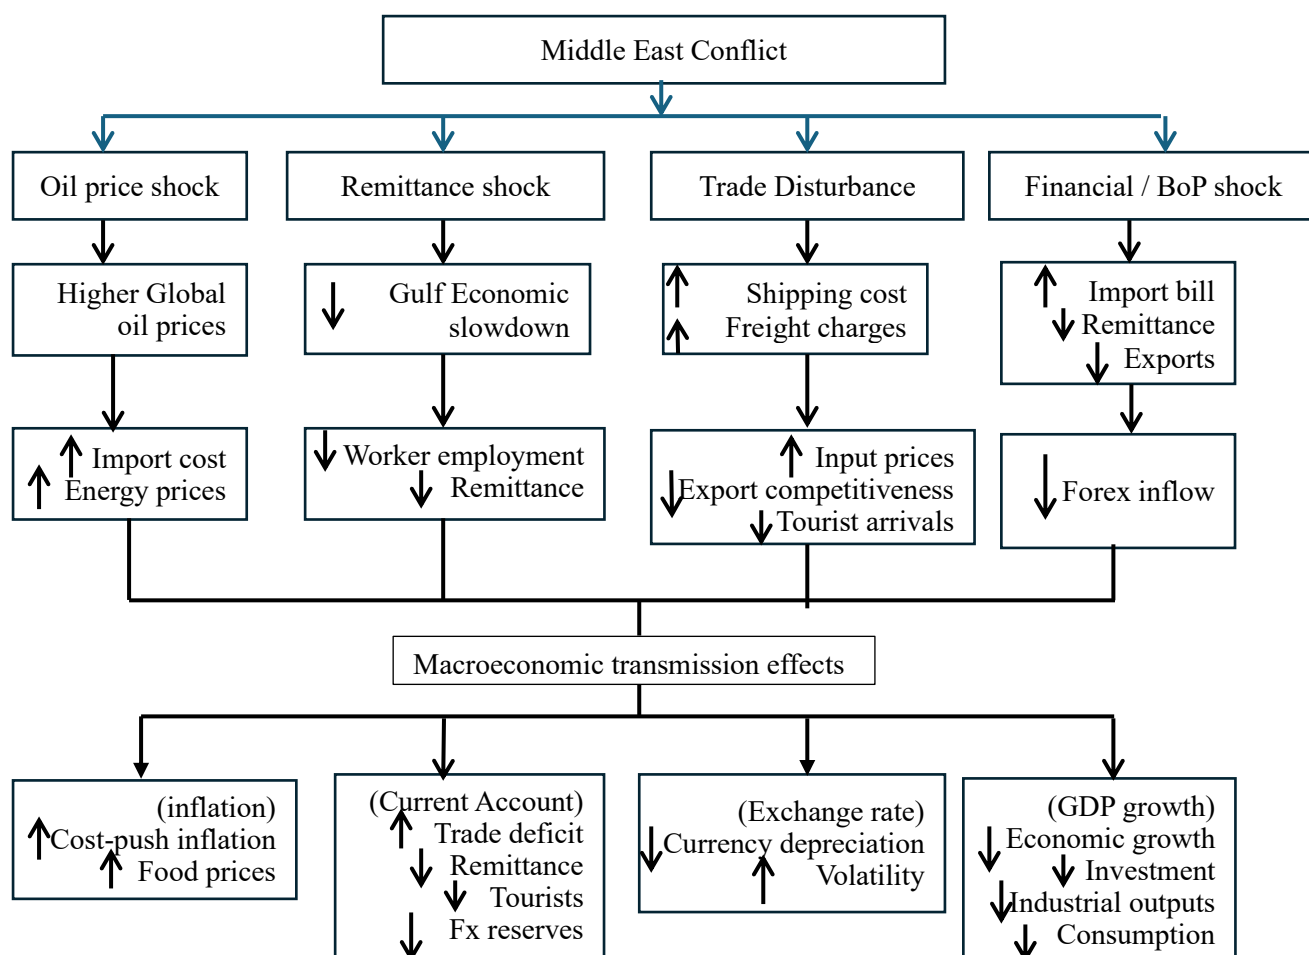 Middle East Conflict
Oil price shock
Remittance shock
Trade Disturbance
Financial / BoP shock
Higher Global
oil prices
Gulf Economic
slowdown
Shipping cost
Freight charges
Import bill
Remittance
Exports
Import cost
Energy prices
Worker employment
Remittance
Input prices
Export competitiveness
Tourist arrivals
Forex inflow
Macroeconomic transmission effects
(inflation)
Cost-push inflation
Food prices
(Current Account)
Trade deficit
Remittance
Tourists
Fx reserves
(Exchange rate)
Currency depreciation
Volatility
(GDP growth)
Economic growth
Investment
Industrial outputs
Consumption